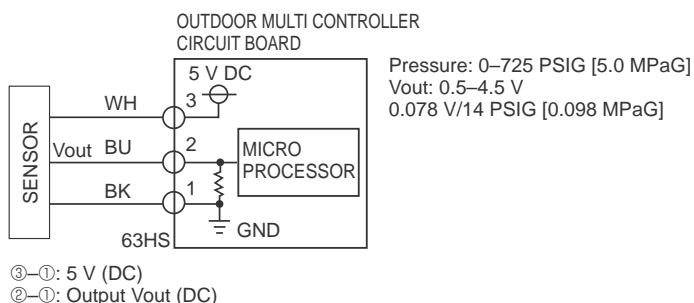 OUTDOOR MULTI CONTROLLER
CIRCUIT BOARD
Pressure: 0–725 PSIG [5.0 MPaG]
Vout: 0.5–4.5 V
0.078 V/14 PSIG [0.098 MPaG]
5 V DC
SENSOR
WH
3
Vout BU
2
MICRO
PROCESSOR
BK
1
GND
63HS
③–①: 5 V (DC)
②–①: Output Vout (DC)